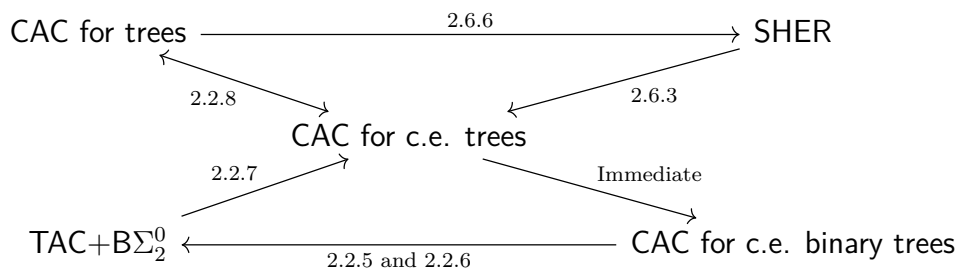 2.6.6
CAC for trees SHER
2.2.8 2.6.3
CAC for c.e. trees
2.2.7 Immediate
TAC+BΣ⁰₂ CAC for c.e. binary trees
2.2.5 and 2.2.6